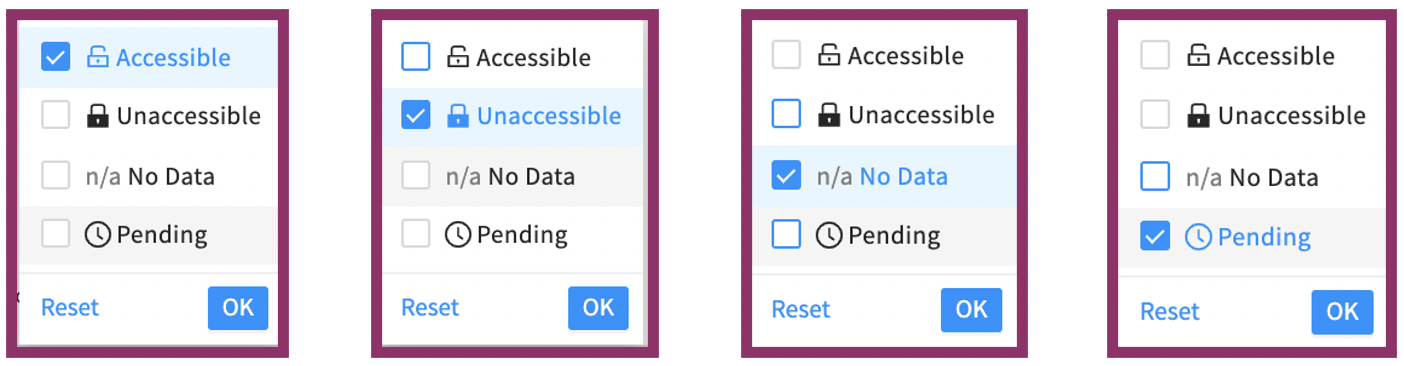 Accessible
Unaccessible
n/a No Data
Pending
Reset OK
Accessible
Unaccessible
n/a No Data
Pending
Reset OK
Accessible
Unaccessible
n/a No Data
Pending
Reset OK
Accessible
Unaccessible
n/a No Data
Pending
Reset OK